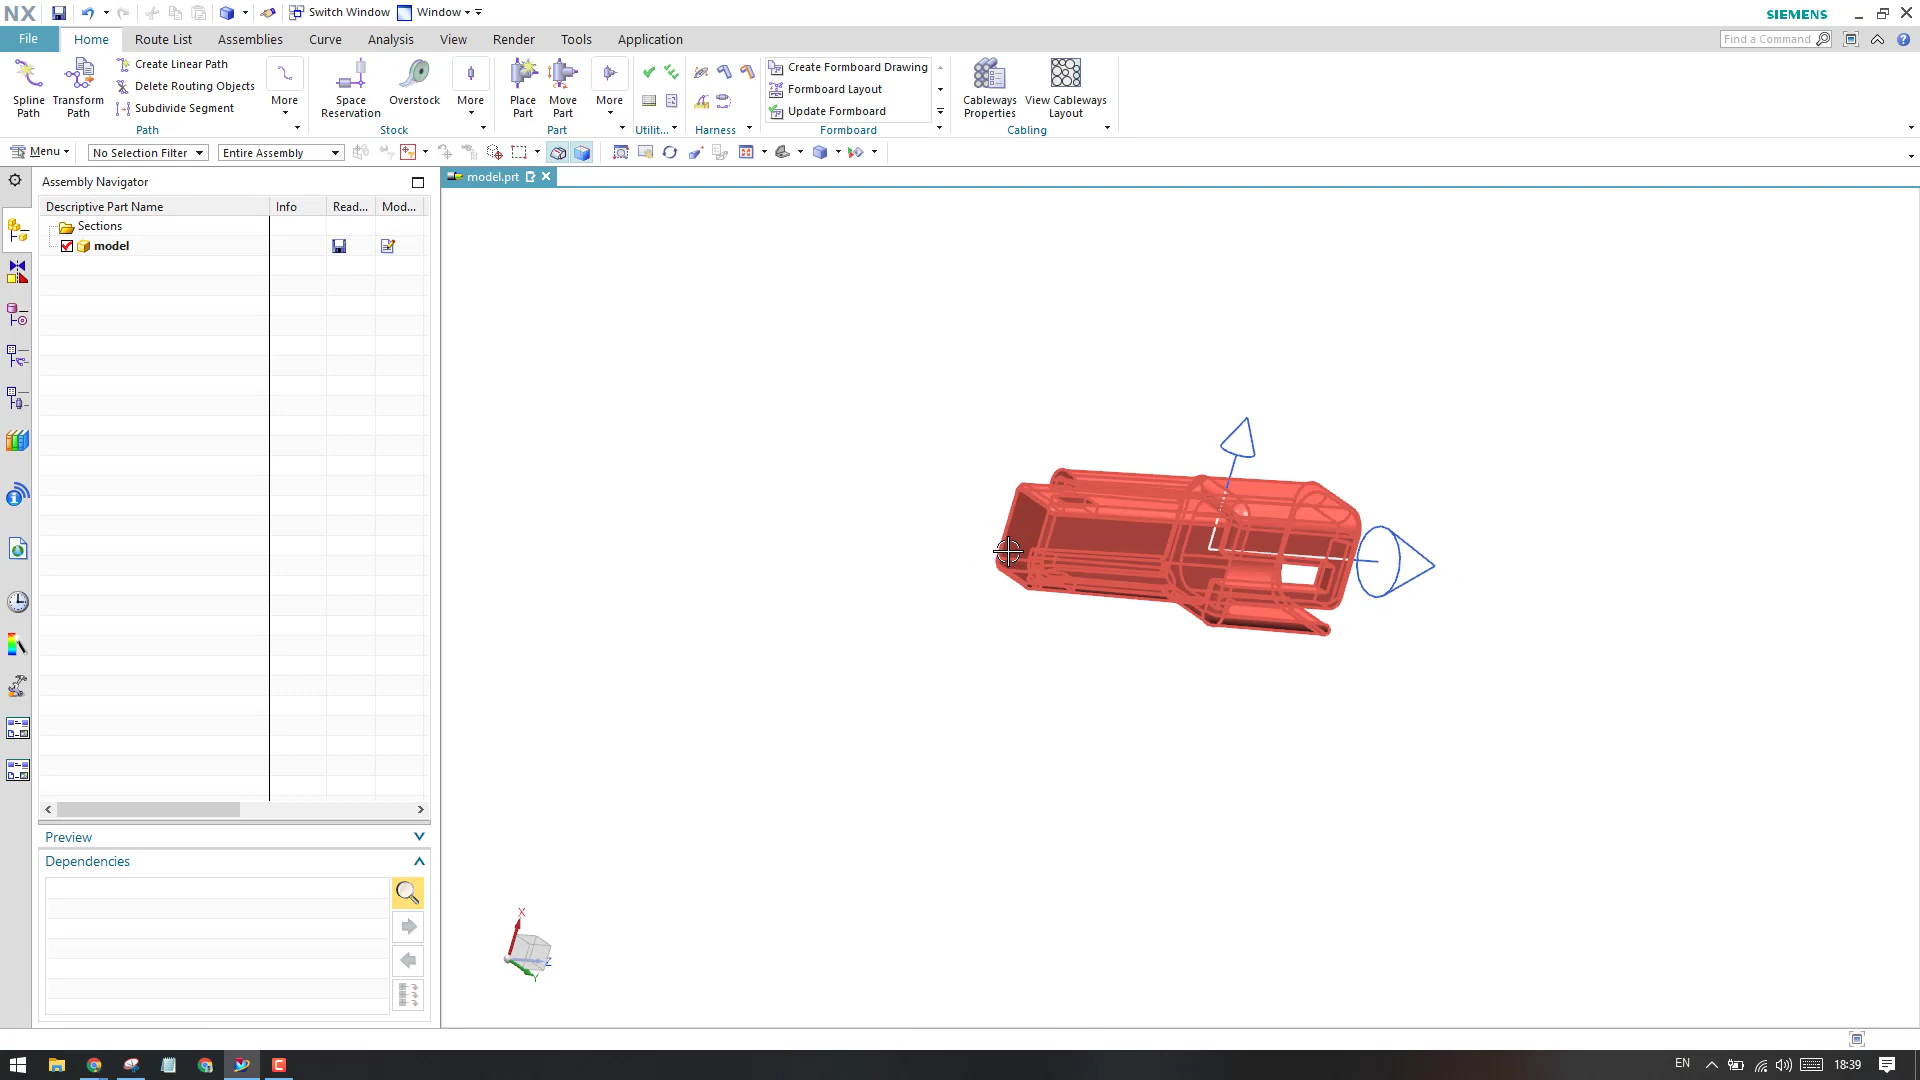 NX
Switch Window
Window
SIEMENS
File
Home
Route List
Assemblies
Curve
Analysis
View
Render
Tools
Application
Find a Command
Spline Path
Transform Path
Create Linear Path
Delete Routing Objects
Subdivide Segment
More
Path
Space Reservation
Overstock
More
Stock
Place Part
Move Part
More
Part
Utilit...
Harness
Create Formboard Drawing
Formboard Layout
Update Formboard
Formboard
Cableways Properties
View Cableways Layout
Cabling
Menu
No Selection Filter
Entire Assembly
Assembly Navigator
model.prt
Descriptive Part Name
Info
Read...
Mod...
Sections
model
Preview
Dependencies
X
Z
Y
EN
18:39